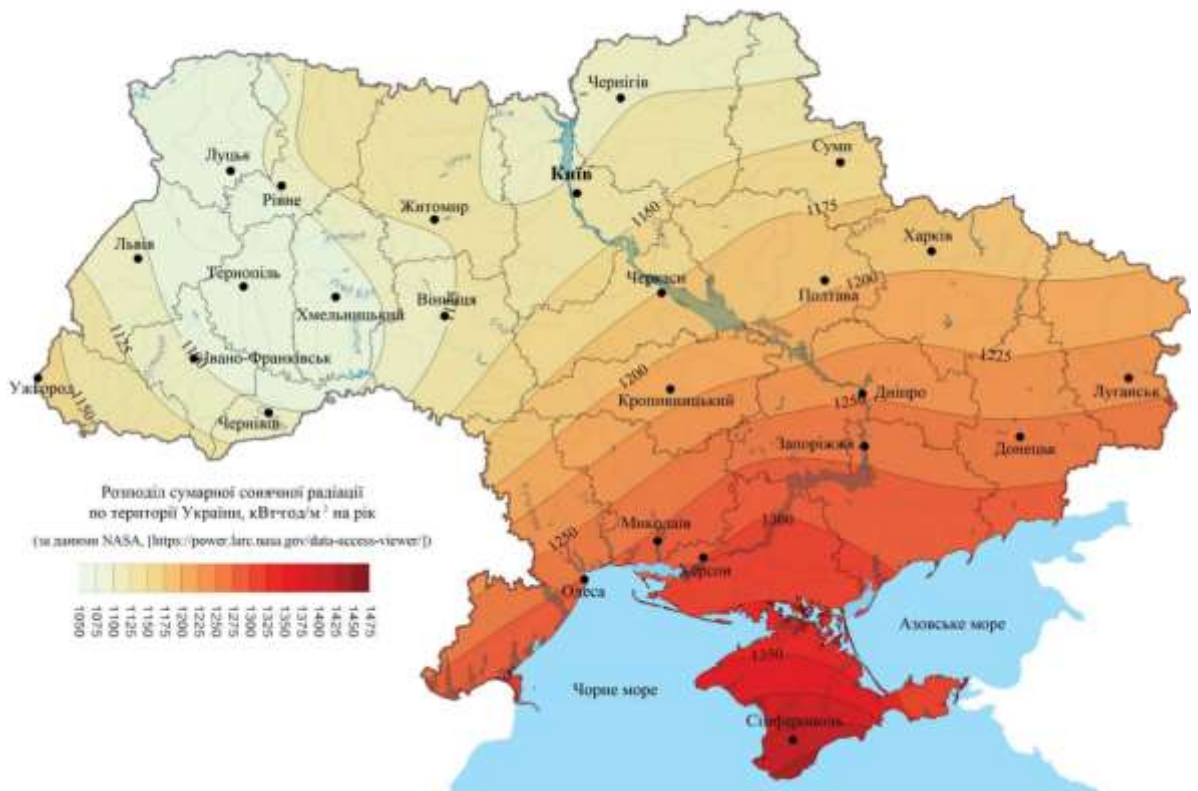 Чернігів
Суми
Луцьк
Київ
Рівне
1160
1175
Житомир
Харків
Львів
Тернопіль
Черкаси
1200
Полтава
Хмельницький
Вінниця
1125
1100
Івано-Франківськ
1225
Ужгород
1150
1200
Кропивницький
1250
Дніпро
Луганськ
Чернівці
Запоріжжя
Донецьк
Розподіл сумарної сонячної радіації
по території України, кВт•год/м² на рік
(за даними NASA, [https://power.larc.nasa.gov/data-access-viewer/])
Миколаїв
1300
1250
Херсон
Одеса
1050 1075 1100 1125 1150 1175 1200 1225 1250 1275 1300 1325 1350 1375 1400 1425 1450 1475
Азовське море
1350
Чорне море
Сімферополь